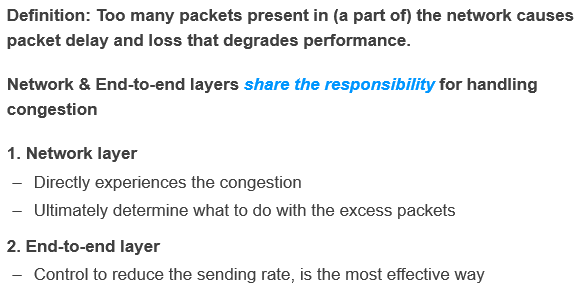 Definition: Too many packets present in (a part of) the network causes
packet delay and loss that degrades performance.
Network & End-to-end layers share the responsibility for handling
congestion
1. Network layer
– Directly experiences the congestion
– Ultimately determine what to do with the excess packets
2. End-to-end layer
– Control to reduce the sending rate, is the most effective way